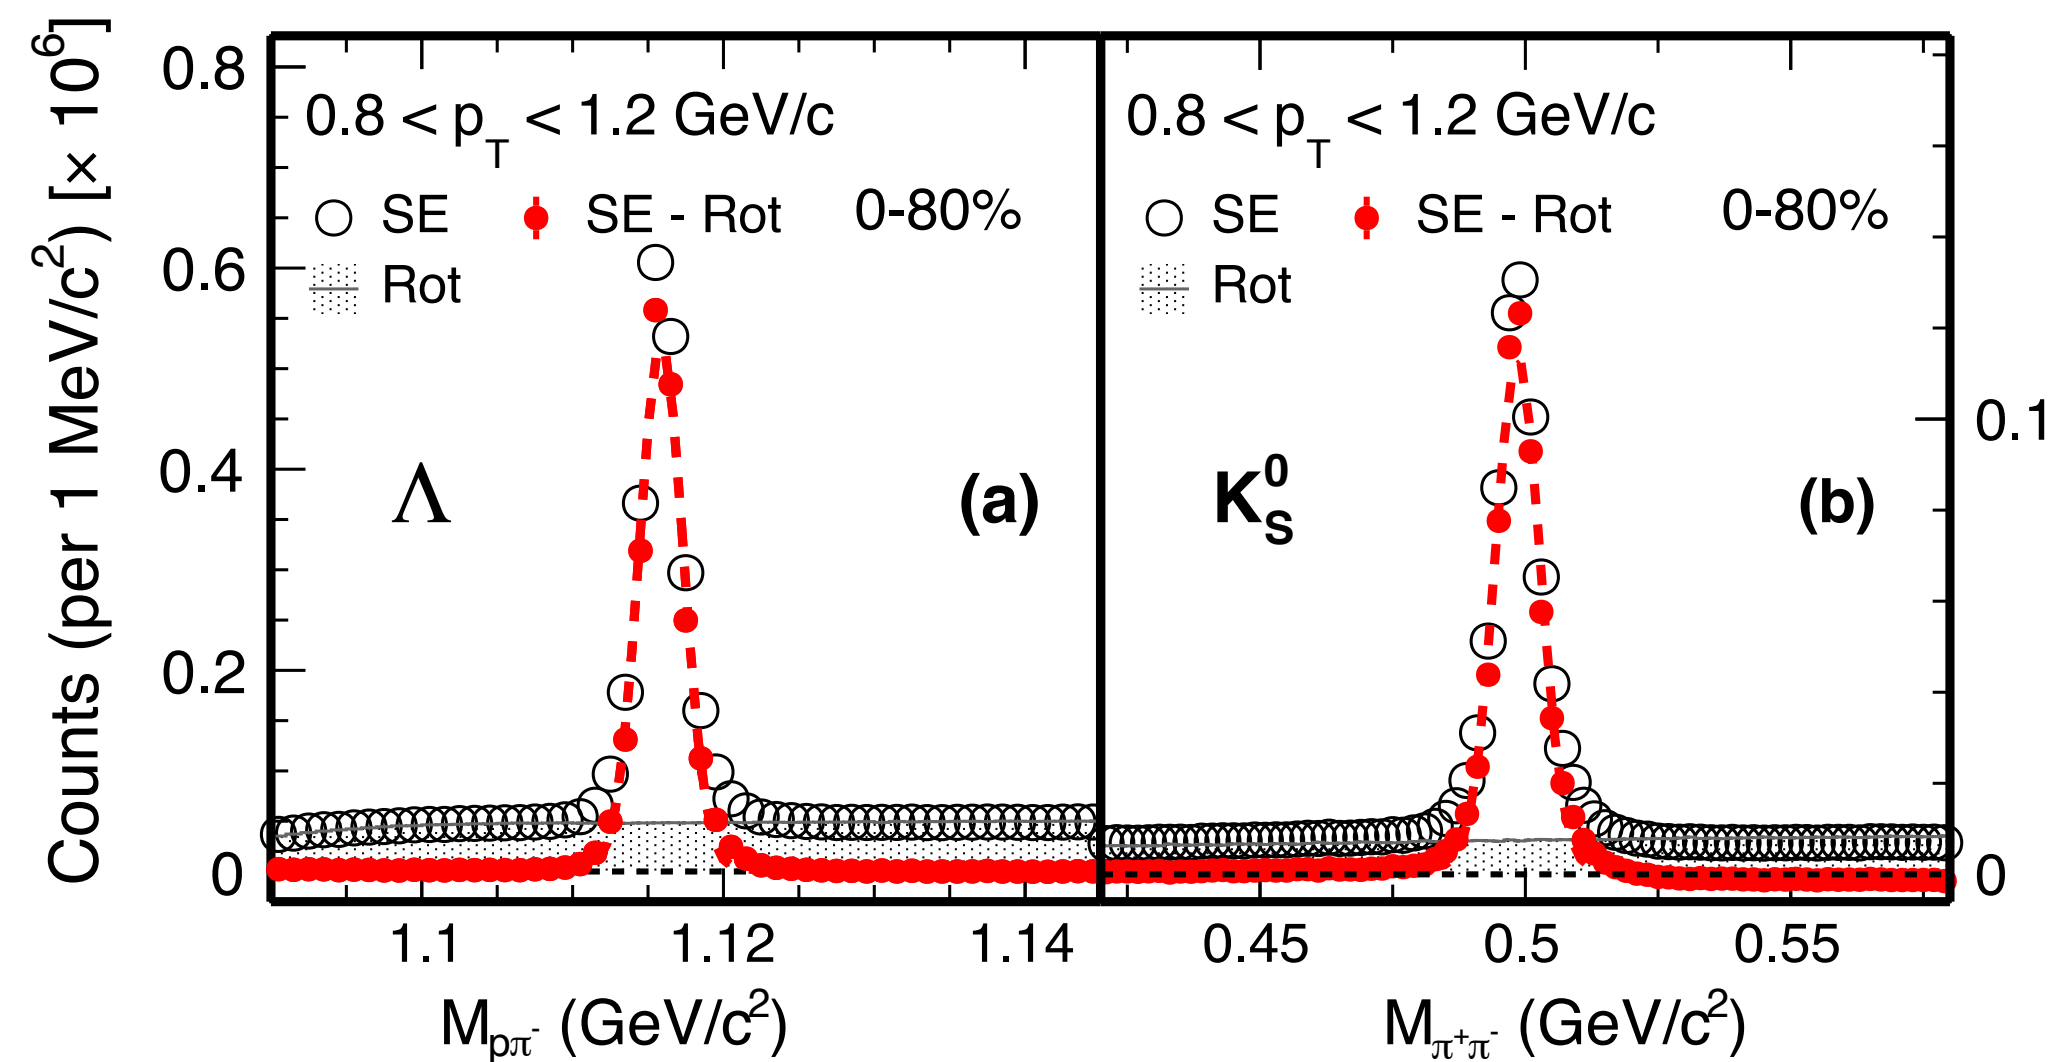 Counts (per 1 MeV/c²) [× 10⁶]
0.8
0.6
0.4
0.2
0
0.8 < p_T < 1.2 GeV/c
SE
SE - Rot
0-80%
Rot
Λ
(a)
1.1
1.12
1.14
M_pπ⁻ (GeV/c²)
0.8 < p_T < 1.2 GeV/c
SE
SE - Rot
0-80%
Rot
K⁰_S
(b)
0.1
0
0.45
0.5
0.55
M_π⁺π⁻ (GeV/c²)